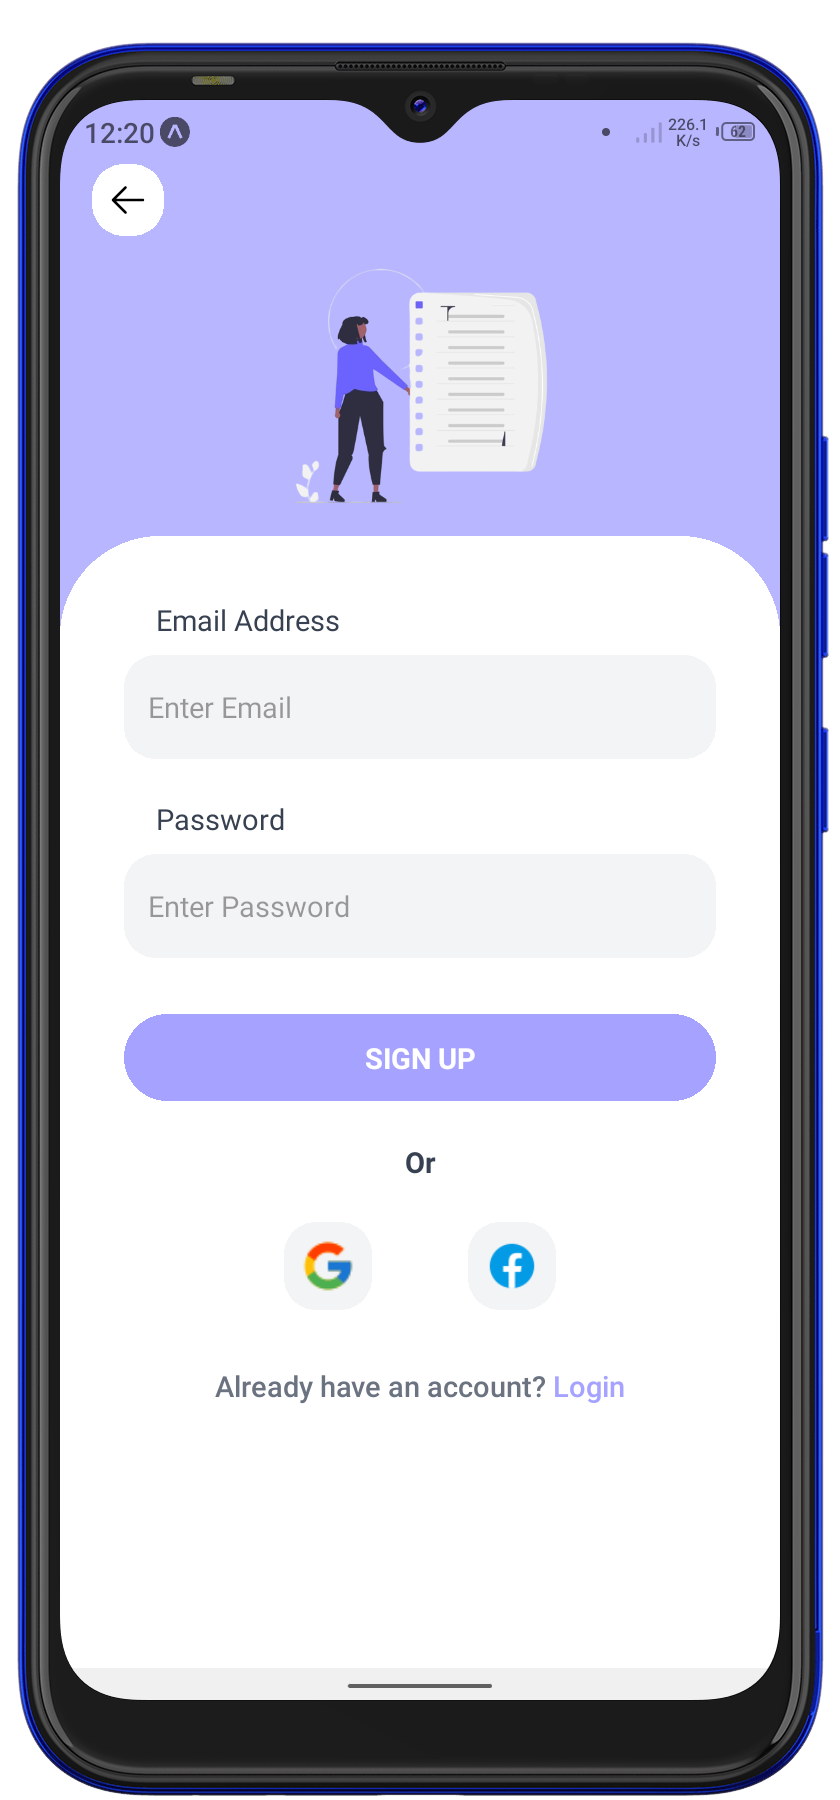 12:20
226.1
K/s
62
Email Address
Enter Email
Password
Enter Password
SIGN UP
Or
Already have an account? Login